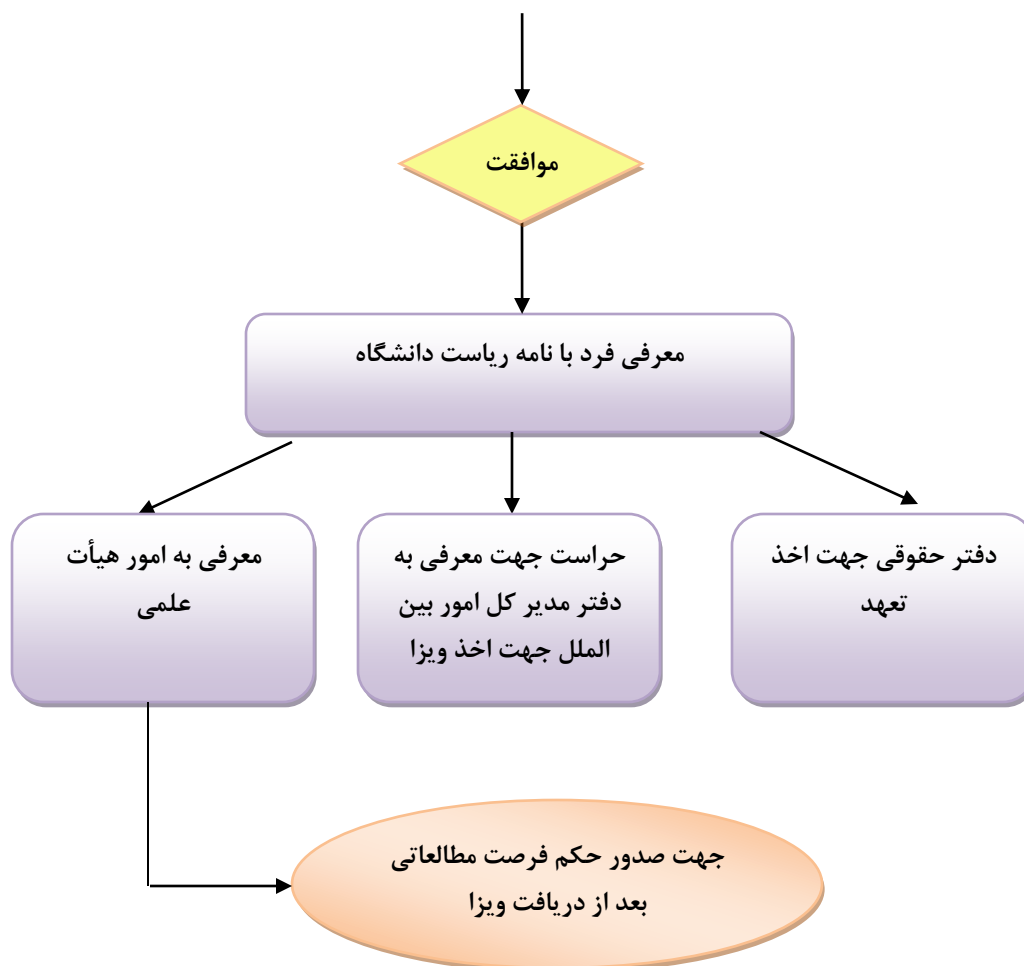 موافقت
معرفی فرد با نامه ریاست دانشگاه
دفتر حقوقی جهت اخذ
تعهد
حراست جهت معرفی به
دفتر مدیر کل امور بین
الملل جهت اخذ ویزا
معرفی به امور هیأت
علمی
جهت صدور حکم فرصت مطالعاتی
بعد از دریافت ویزا